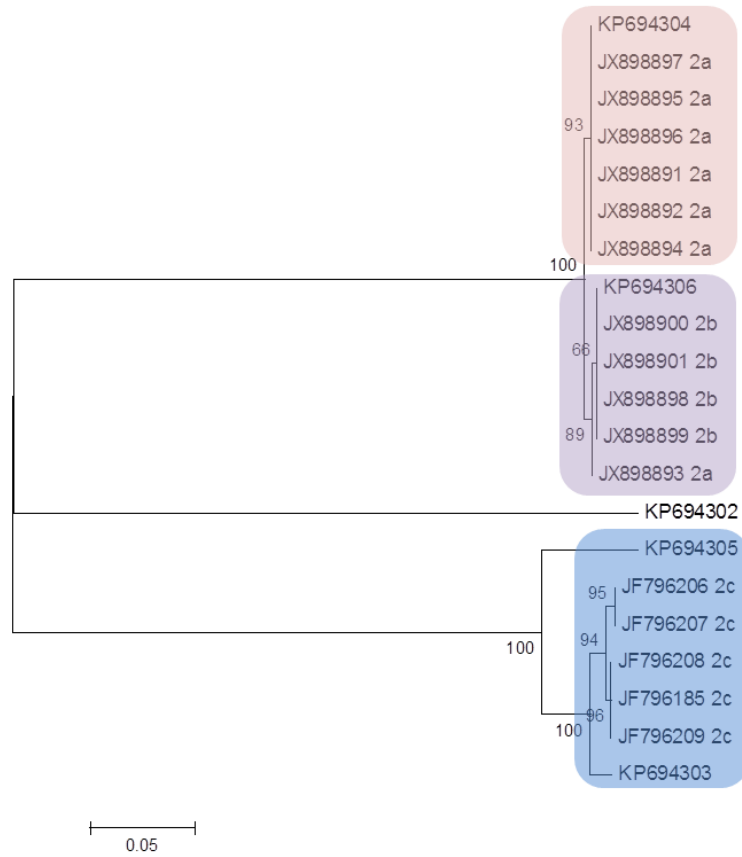 KP694304
JX898897 2a
JX898895 2a
93
JX898896 2a
JX898891 2a
JX898892 2a
JX898894 2a
100
KP694306
JX898900 2b
66
JX898901 2b
JX898898 2b
89
JX898899 2b
JX898893 2a
KP694302
KP694305
95
JF796206 2c
JF796207 2c
94
100
JF796208 2c
JF796185 2c
96
100
JF796209 2c
KP694303
0.05